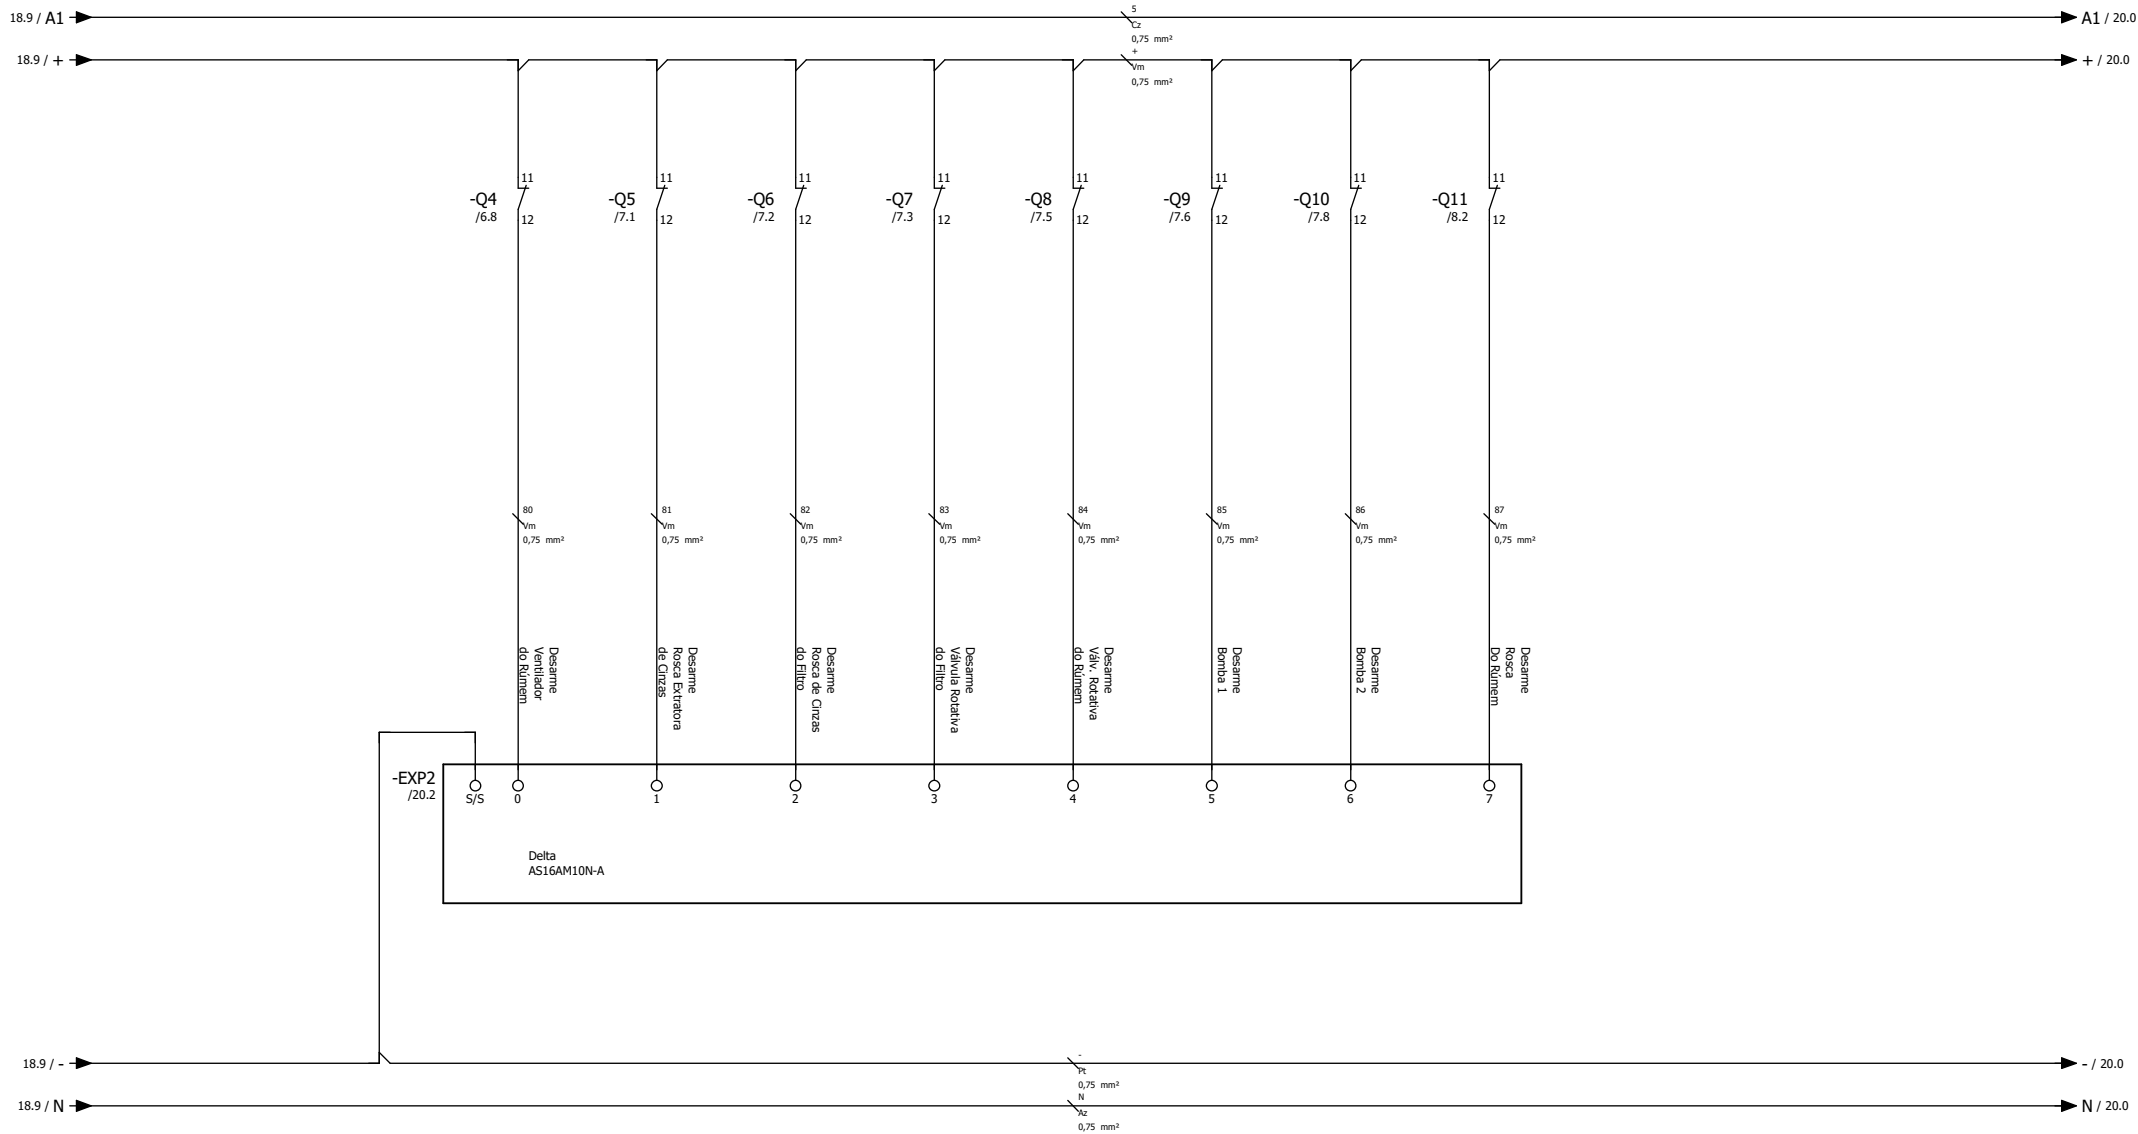 18.9 / A1
5
Cz
0,75 mm²
A1 / 20.0
18.9 / +
+
Vm
0,75 mm²
+ / 20.0
-Q4
/6.8
11
12
-Q5
/7.1
11
12
-Q6
/7.2
11
12
-Q7
/7.3
11
12
-Q8
/7.5
11
12
-Q9
/7.6
11
12
-Q10
/7.8
11
12
-Q11
/8.2
11
12
80
Vm
0,75 mm²
81
Vm
0,75 mm²
82
Vm
0,75 mm²
83
Vm
0,75 mm²
84
Vm
0,75 mm²
85
Vm
0,75 mm²
86
Vm
0,75 mm²
87
Vm
0,75 mm²
Desarme
Ventilador
do Rúmem
Desarme
Rosca Extratora
de Cinzas
Desarme
Rosca de Cinzas
do Filtro
Desarme
Válvula Rotativa
do Filtro
Desarme
Válv. Rotativa
do Rúmem
Desarme
Bomba 1
Desarme
Bomba 2
Desarme
Rosca
Do Rúmem
-EXP2
/20.2
S/S
0
1
2
3
4
5
6
7
Delta
AS16AM10N-A
18.9 / -
-
Pt
0,75 mm²
- / 20.0
18.9 / N
N
Az
0,75 mm²
N / 20.0